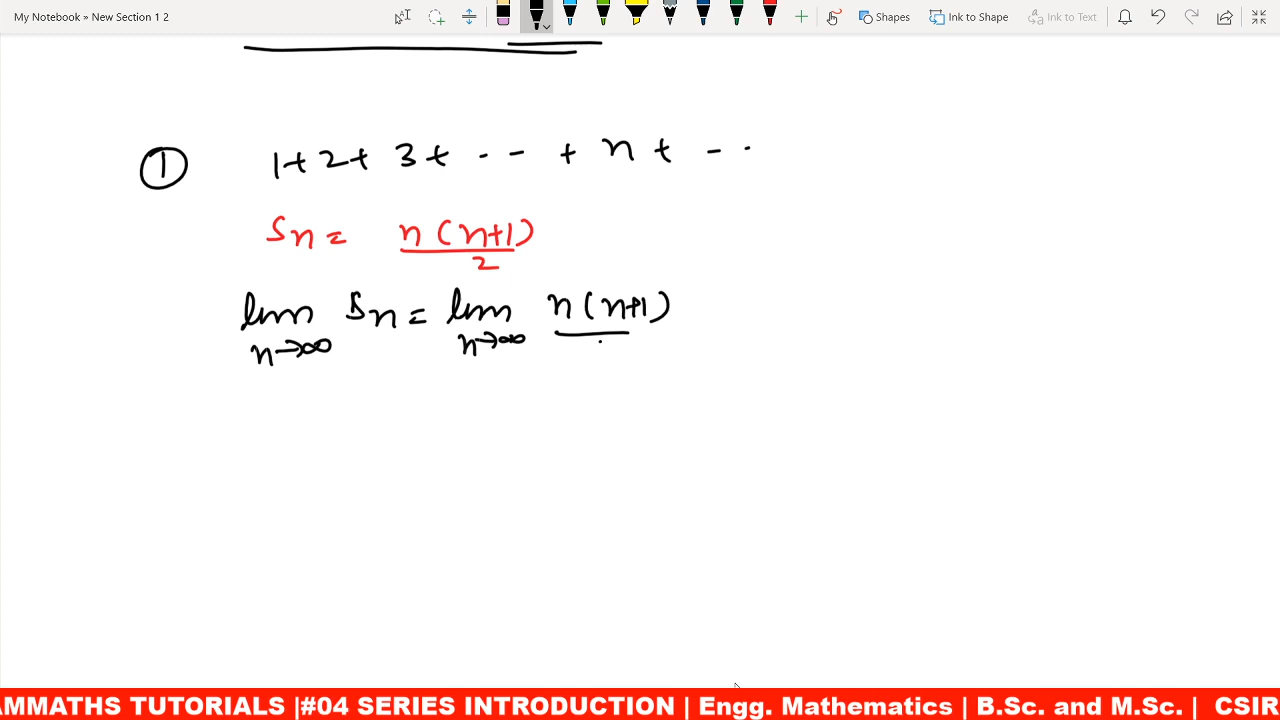 My Notebook » New Section 1 2
Shapes
Ink to Shape
Ink to Text
① 1+2+3+ - - + n + - -
Sn = n(n+1)
2
lim Sn = lim n(n+1)
n→∞ n→∞
AMMATHS TUTORIALS |#04 SERIES INTRODUCTION | Engg. Mathematics | B.Sc. and M.Sc. | CSIR